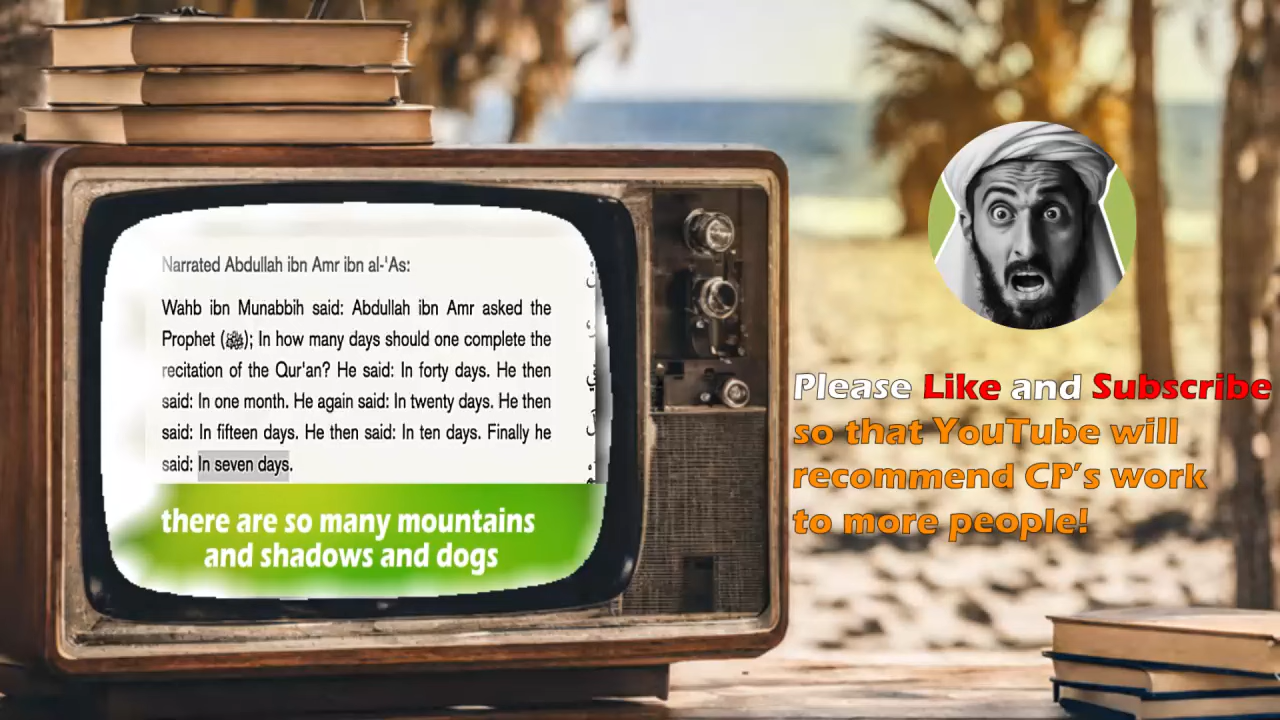 Narrated Abdullah ibn Amr ibn al-'As:
Wahb ibn Munabbih said: Abdullah ibn Amr asked the
Prophet (ﷺ); In how many days should one complete the
recitation of the Qur'an? He said: In forty days. He then
said: In one month. He again said: In twenty days. He then
said: In fifteen days. He then said: In ten days. Finally he
said: In seven days.
there are so many mountains
and shadows and dogs
Please Like and Subscribe
so that YouTube will
recommend CP's work
to more people!